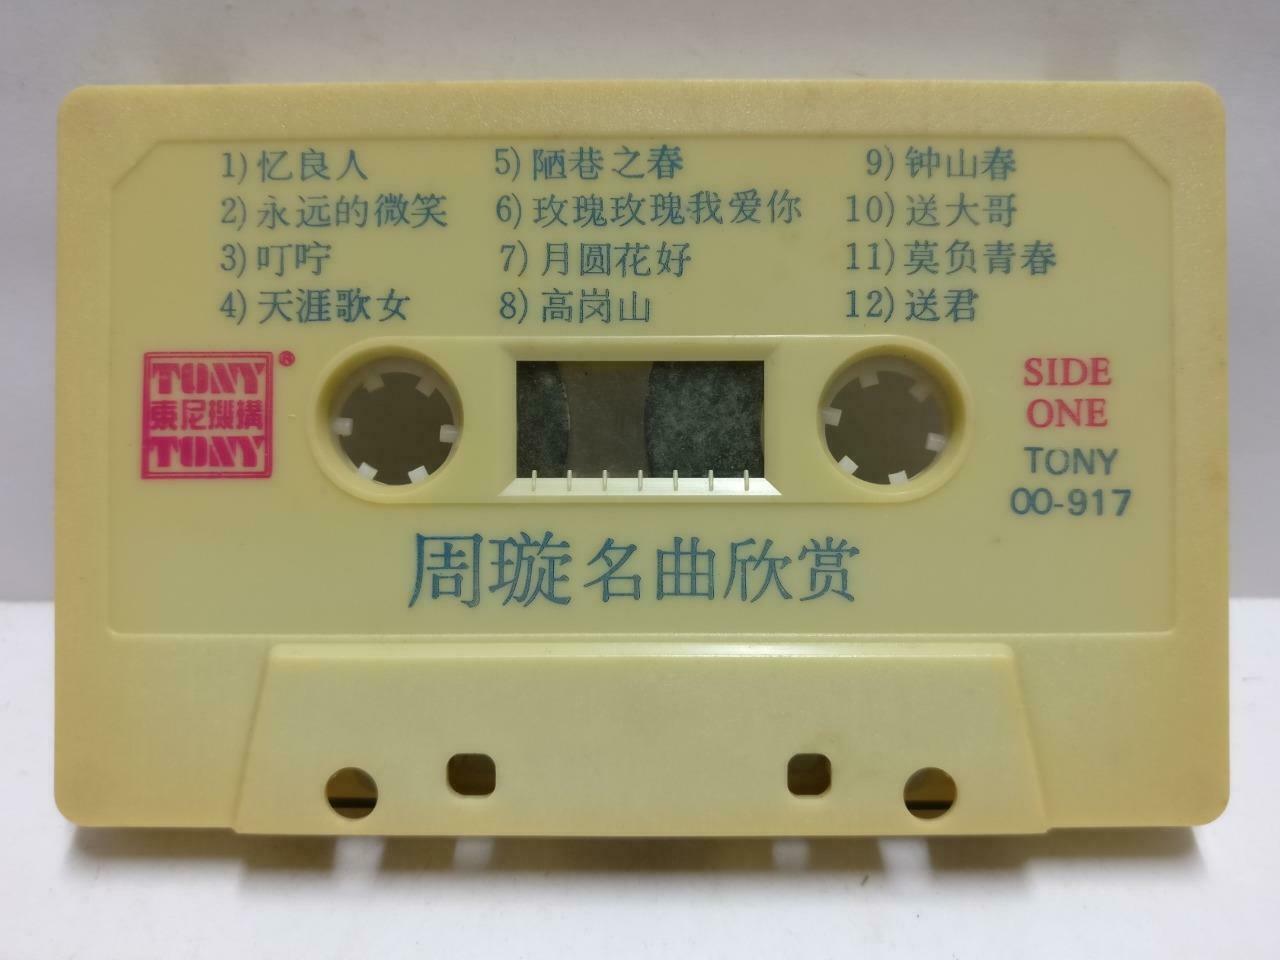 1) 忆良人
2) 永远的微笑
3) 叮咛
4) 天涯歌女
5) 陋巷之春
6) 玫瑰玫瑰我爱你
7) 月圆花好
8) 高岗山
9) 钟山春
10) 送大哥
11) 莫负青春
12) 送君
TONY
東尼機構
TONY
®
SIDE
ONE
TONY
OO-917
周璇名曲欣赏